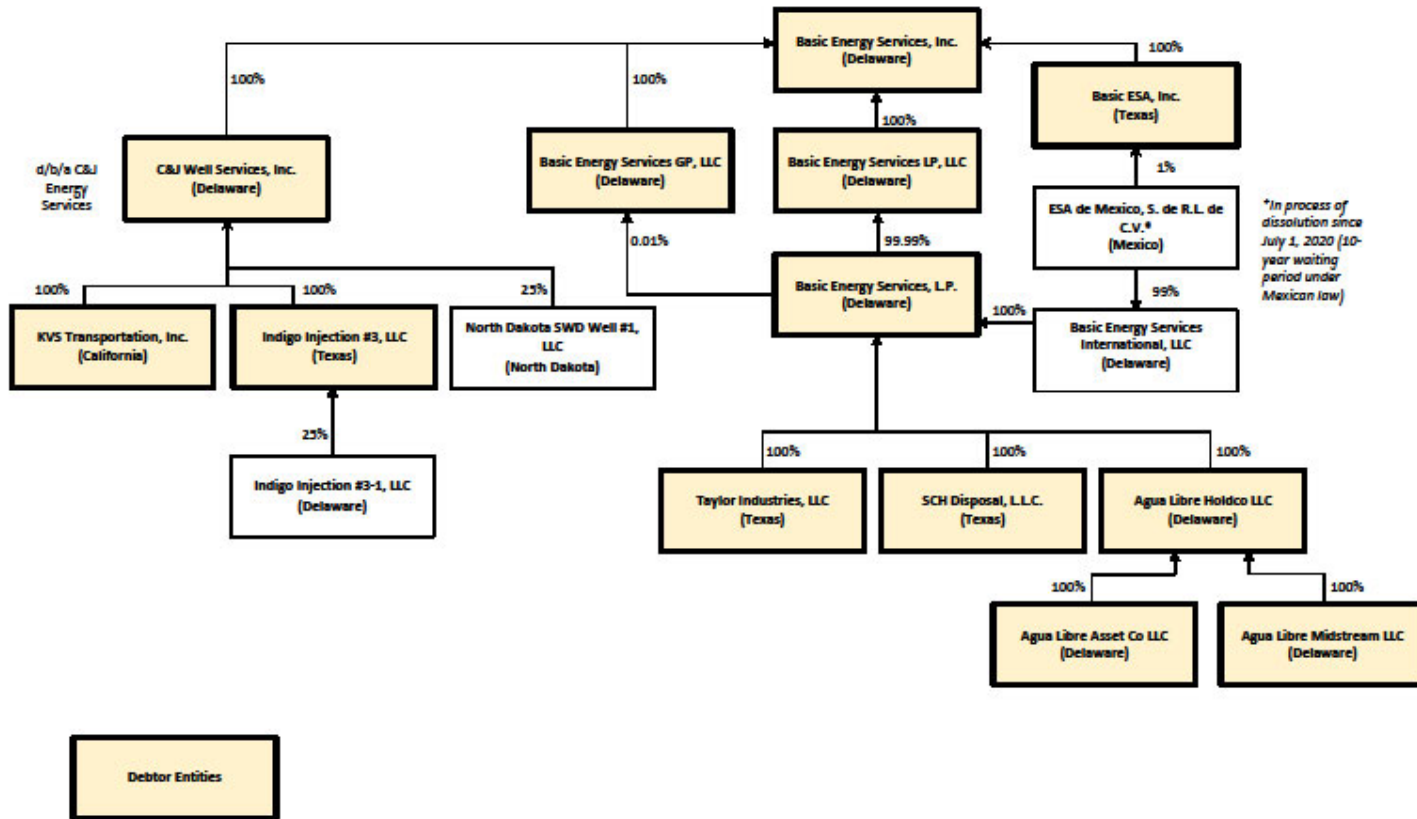 Basic Energy Services, Inc.
(Delaware)
100%
100%
100%
Basic ESA, Inc.
(Texas)
100%
d/b/a C&J
Energy
Services
C&J Well Services, Inc.
(Delaware)
Basic Energy Services GP, LLC
(Delaware)
Basic Energy Services LP, LLC
(Delaware)
1%
ESA de Mexico, S. de R.L. de
C.V.*
(Mexico)
*In process of
dissolution since
July 1, 2020 (10-
year waiting
period under
Mexican law)
0.01%
99.99%
Basic Energy Services, L.P.
(Delaware)
99%
100%
Basic Energy Services
International, LLC
(Delaware)
100%
100%
25%
KVS Transportation, Inc.
(California)
Indigo Injection #3, LLC
(Texas)
North Dakota SWD Well #1,
LLC
(North Dakota)
25%
Indigo Injection #3-1, LLC
(Delaware)
100%
100%
100%
Taylor Industries, LLC
(Texas)
SCH Disposal, L.L.C.
(Texas)
Agua Libre Holdco LLC
(Delaware)
100%
100%
Agua Libre Asset Co LLC
(Delaware)
Agua Libre Midstream LLC
(Delaware)
Debtor Entities